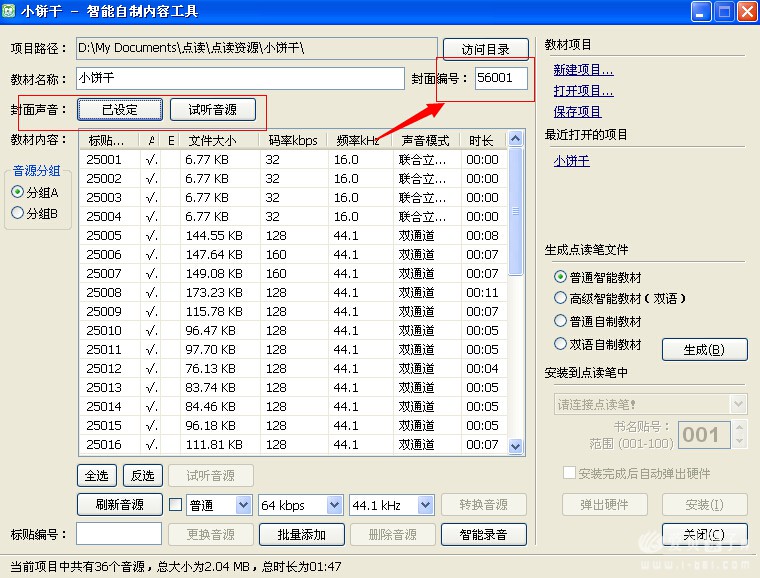 小饼干 - 智能自制内容工具
项目路径： D:\My Documents\点读\点读资源\小饼干\ 访问目录
教材名称： 小饼干 封面编号： 56001
封面声音： 已设定 试听音源
教材内容：
音源分组
分组A
分组B
标贴... A E 文件大小 码率kbps 频率kHz 声音模式 时长
25001 √. 6.77 KB 32 16.0 联合立... 00:00
25002 √. 6.77 KB 32 16.0 联合立... 00:00
25003 √. 6.77 KB 32 16.0 联合立... 00:00
25004 √. 6.77 KB 32 16.0 联合立... 00:00
25005 √. 144.55 KB 128 44.1 双通道 00:08
25006 √. 147.64 KB 160 44.1 双通道 00:07
25007 √. 149.08 KB 160 44.1 双通道 00:07
25008 √. 173.23 KB 128 44.1 双通道 00:11
25009 √. 115.78 KB 128 44.1 双通道 00:07
25010 √. 96.47 KB 128 44.1 双通道 00:05
25011 √. 97.70 KB 128 44.1 双通道 00:05
25012 √. 76.13 KB 128 44.1 双通道 00:04
25013 √. 83.74 KB 128 44.1 双通道 00:05
25014 √. 84.46 KB 128 44.1 双通道 00:05
25015 √. 96.18 KB 128 44.1 双通道 00:05
25016 √. 111.81 KB 128 44.1 双通道 00:07
全选 反选 试听音源
刷新音源 普通 64 kbps 44.1 kHz 转换音源
标贴编号： 更换音源 批量添加 删除音源 智能录音
当前项目中共有36个音源，总大小为2.04 MB，总时长为01:47
教材项目
新建项目...
打开项目...
保存项目
最近打开的项目
小饼干
生成点读笔文件
普通智能教材
高级智能教材（双语）
普通自制教材
双语自制教材 生成(B)
安装到点读笔中
请连接点读笔!
书名贴号：
范围 (001-100) 001
安装完成后自动弹出硬件
弹出硬件 安装(I)
关闭(C)